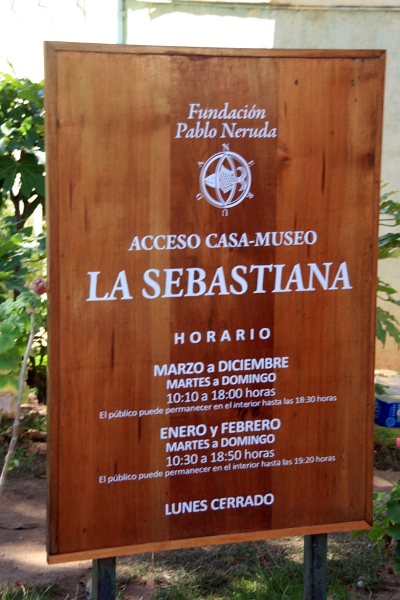 Fundación
Pablo Neruda
ACCESO CASA-MUSEO
LA SEBASTIANA
HORARIO
MARZO a DICIEMBRE
MARTES a DOMINGO
10:10 a 18:00 horas
El público puede permanecer en el interior hasta las 18:30 horas
ENERO y FEBRERO
MARTES a DOMINGO
10:30 a 18:50 horas
El público puede permanecer en el interior hasta las 19:20 horas
LUNES CERRADO